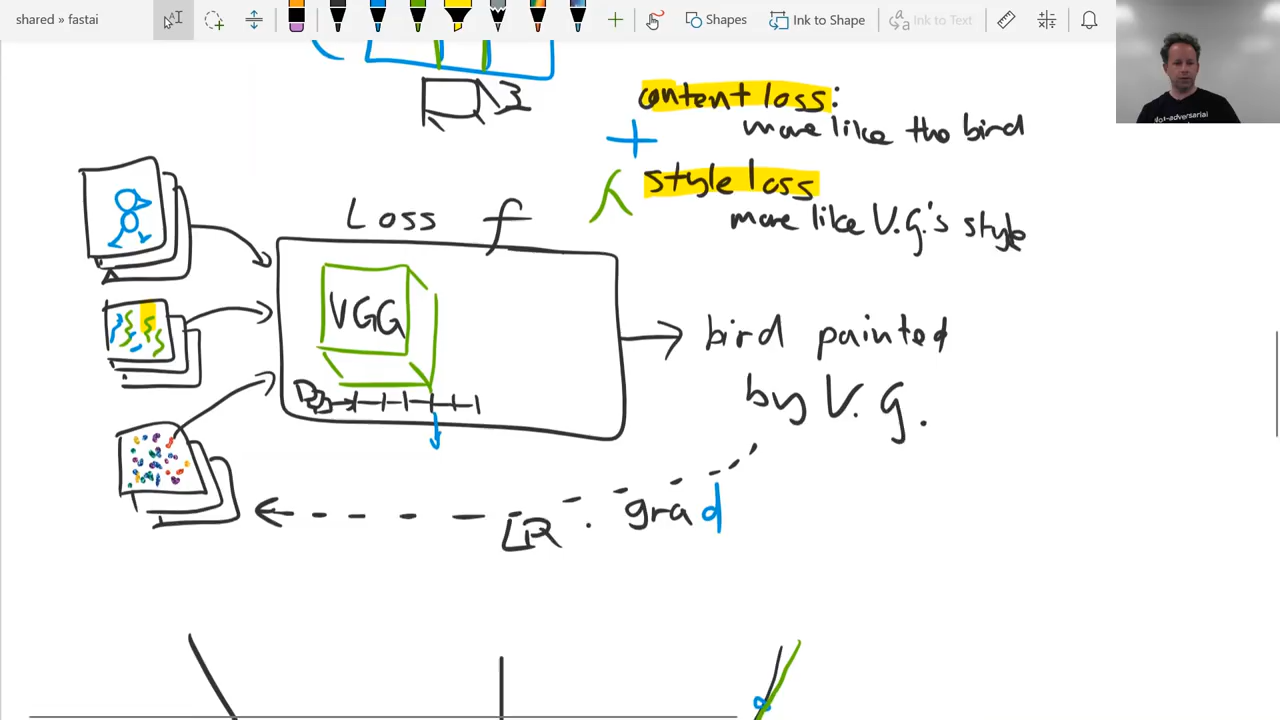 shared » fastai
Shapes
Ink to Shape
Ink to Text
3
content loss:
more like the bird
+
λ style loss
more like V.G.'s style
Loss f
VGG
bird painted
by V.G.
LR . grad